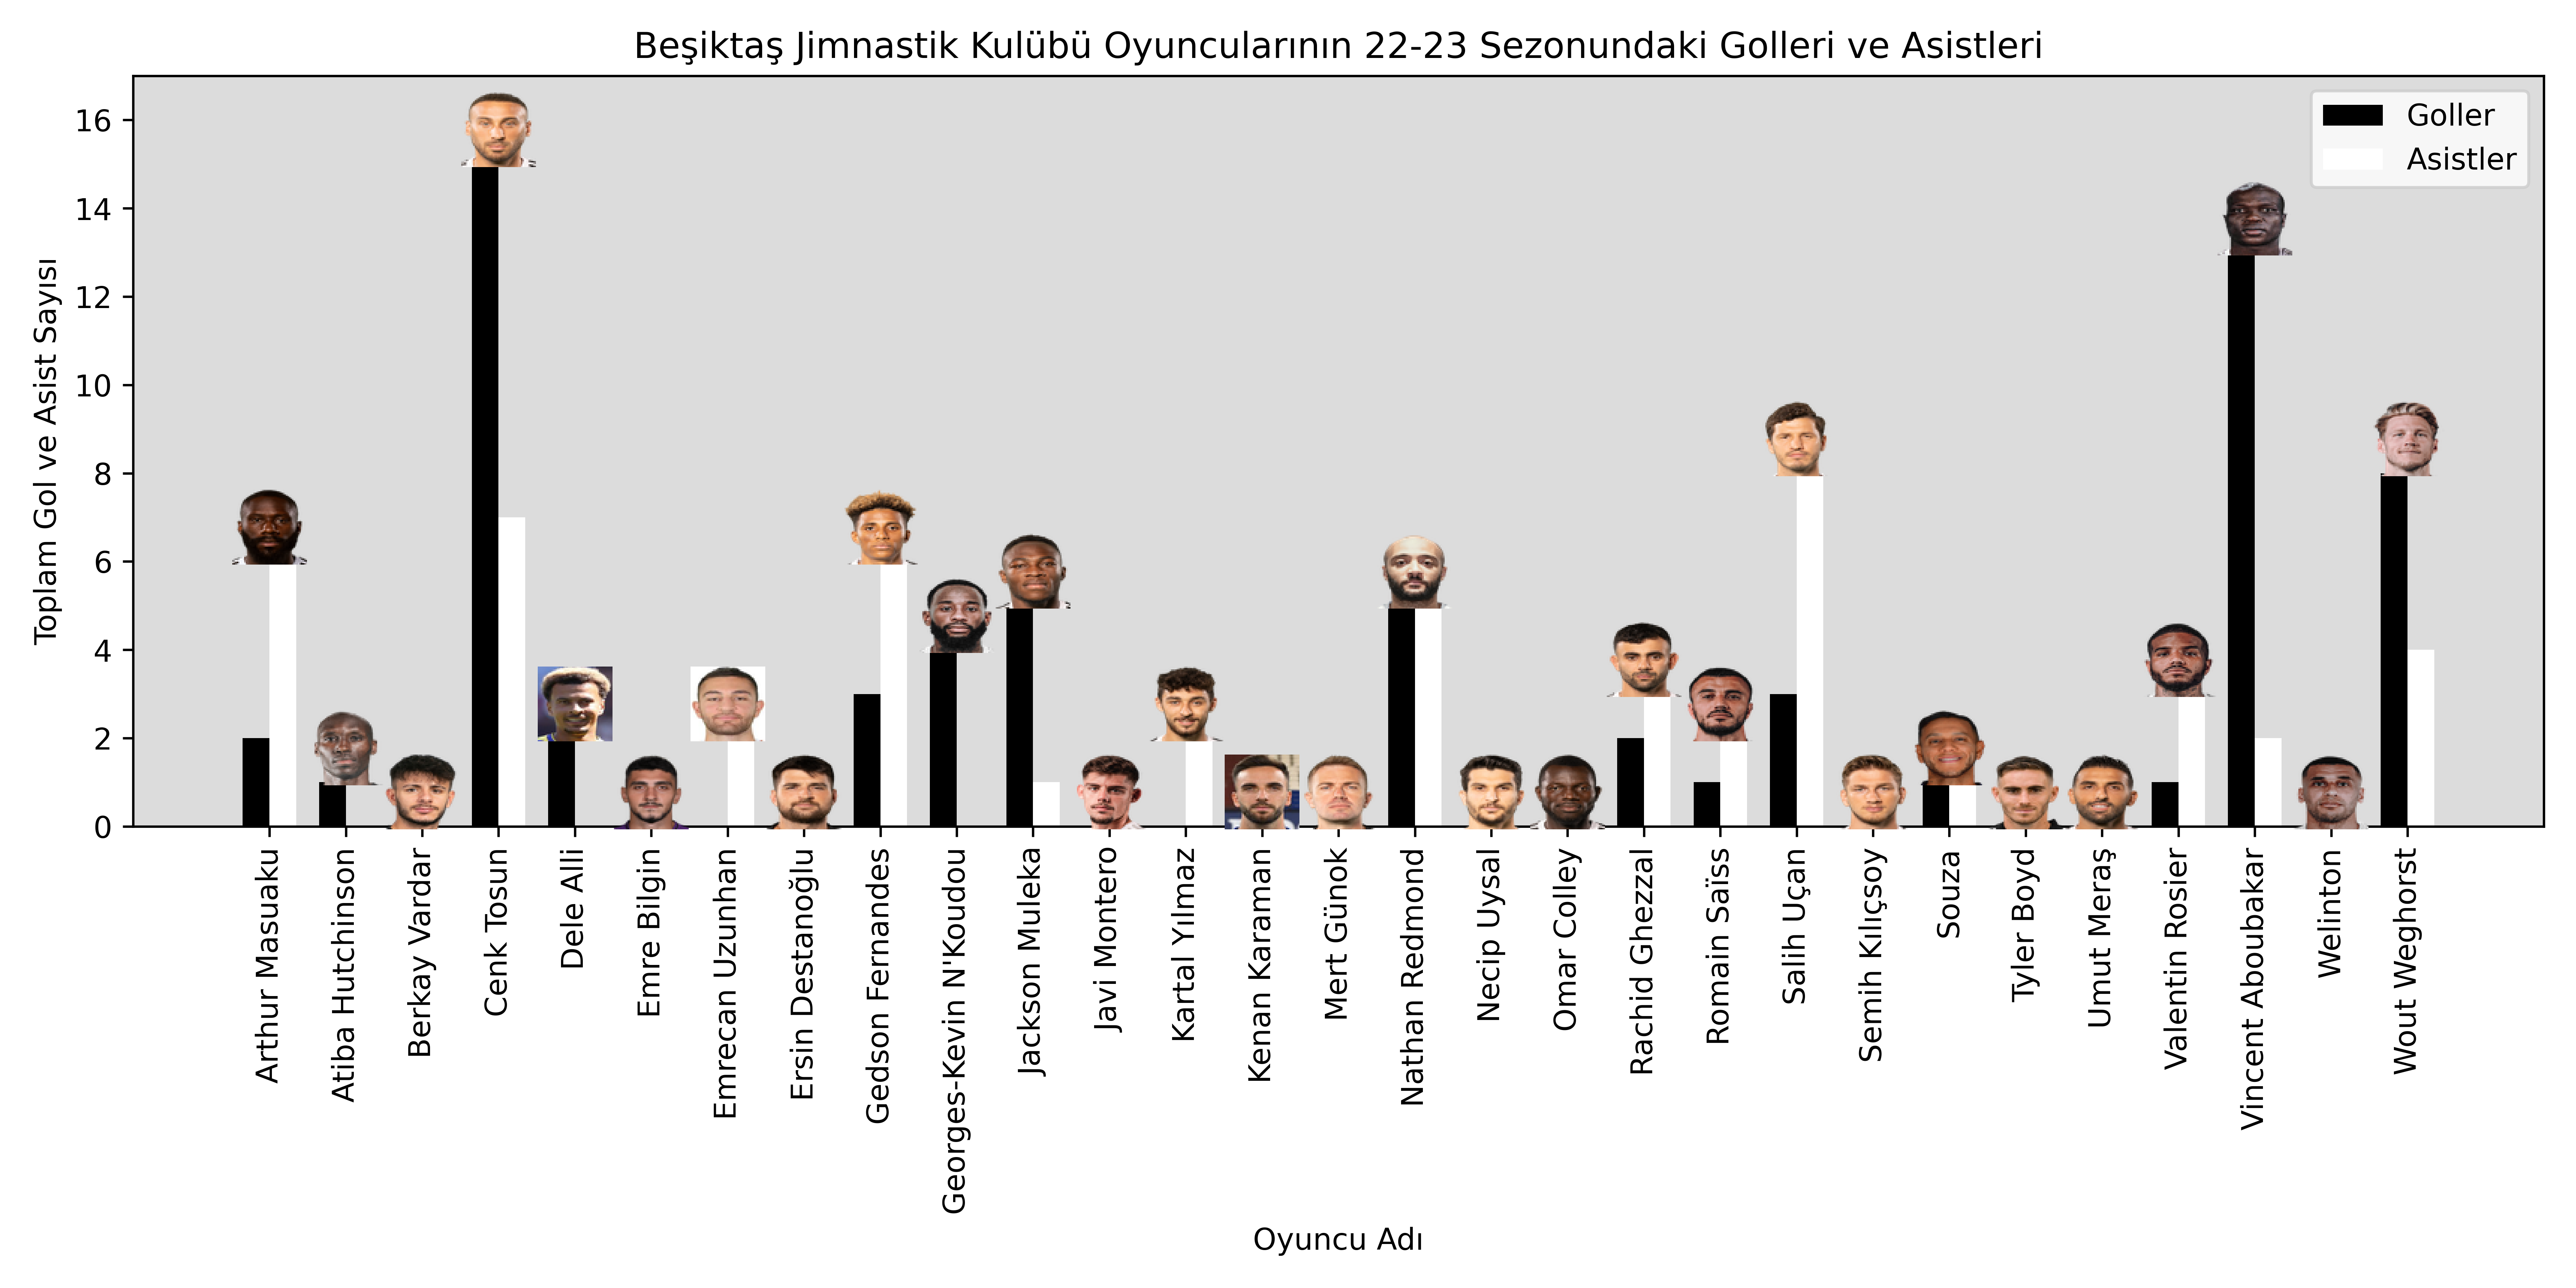 Beşiktaş Jimnastik Kulübü Oyuncularının 22-23 Sezonundaki Golleri ve Asistleri
Goller
Asistler
Toplam Gol ve Asist Sayısı
16
14
12
10
8
6
4
2
0
Arthur Masuaku
Atiba Hutchinson
Berkay Vardar
Cenk Tosun
Dele Alli
Emre Bilgin
Emrecan Uzunhan
Ersin Destanoğlu
Gedson Fernandes
Georges-Kevin N'Koudou
Jackson Muleka
Javi Montero
Kartal Yılmaz
Kenan Karaman
Mert Günok
Nathan Redmond
Necip Uysal
Omar Colley
Rachid Ghezzal
Romain Saïss
Salih Uçan
Semih Kılıçsoy
Souza
Tyler Boyd
Umut Meraş
Valentin Rosier
Vincent Aboubakar
Welinton
Wout Weghorst
Oyuncu Adı